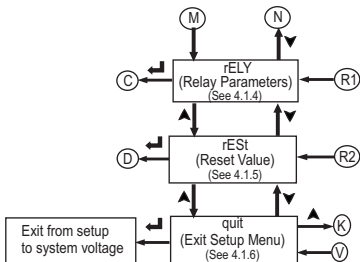 M
N
rELY
(Relay Parameters)
(See 4.1.4)
C
R1
rESt
(Reset Value)
(See 4.1.5)
D
R2
quit
(Exit Setup Menu)
(See 4.1.6)
Exit from setup
to system voltage
K
V